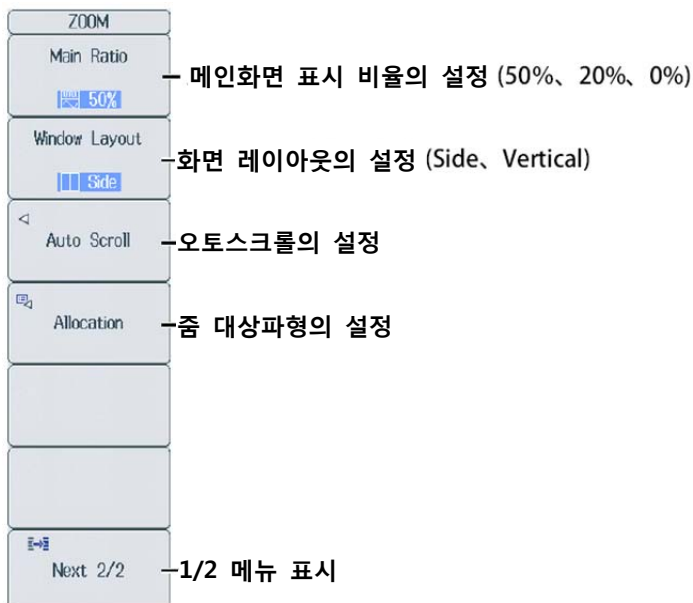 ZOOM
Main Ratio
50%
메인화면 표시 비율의 설정 (50%、20%、0%)
Window Layout
Side
화면 레이아웃의 설정 (Side、Vertical)
Auto Scroll
오토스크롤의 설정
Allocation
줌 대상파형의 설정
Next 2/2
1/2 메뉴 표시